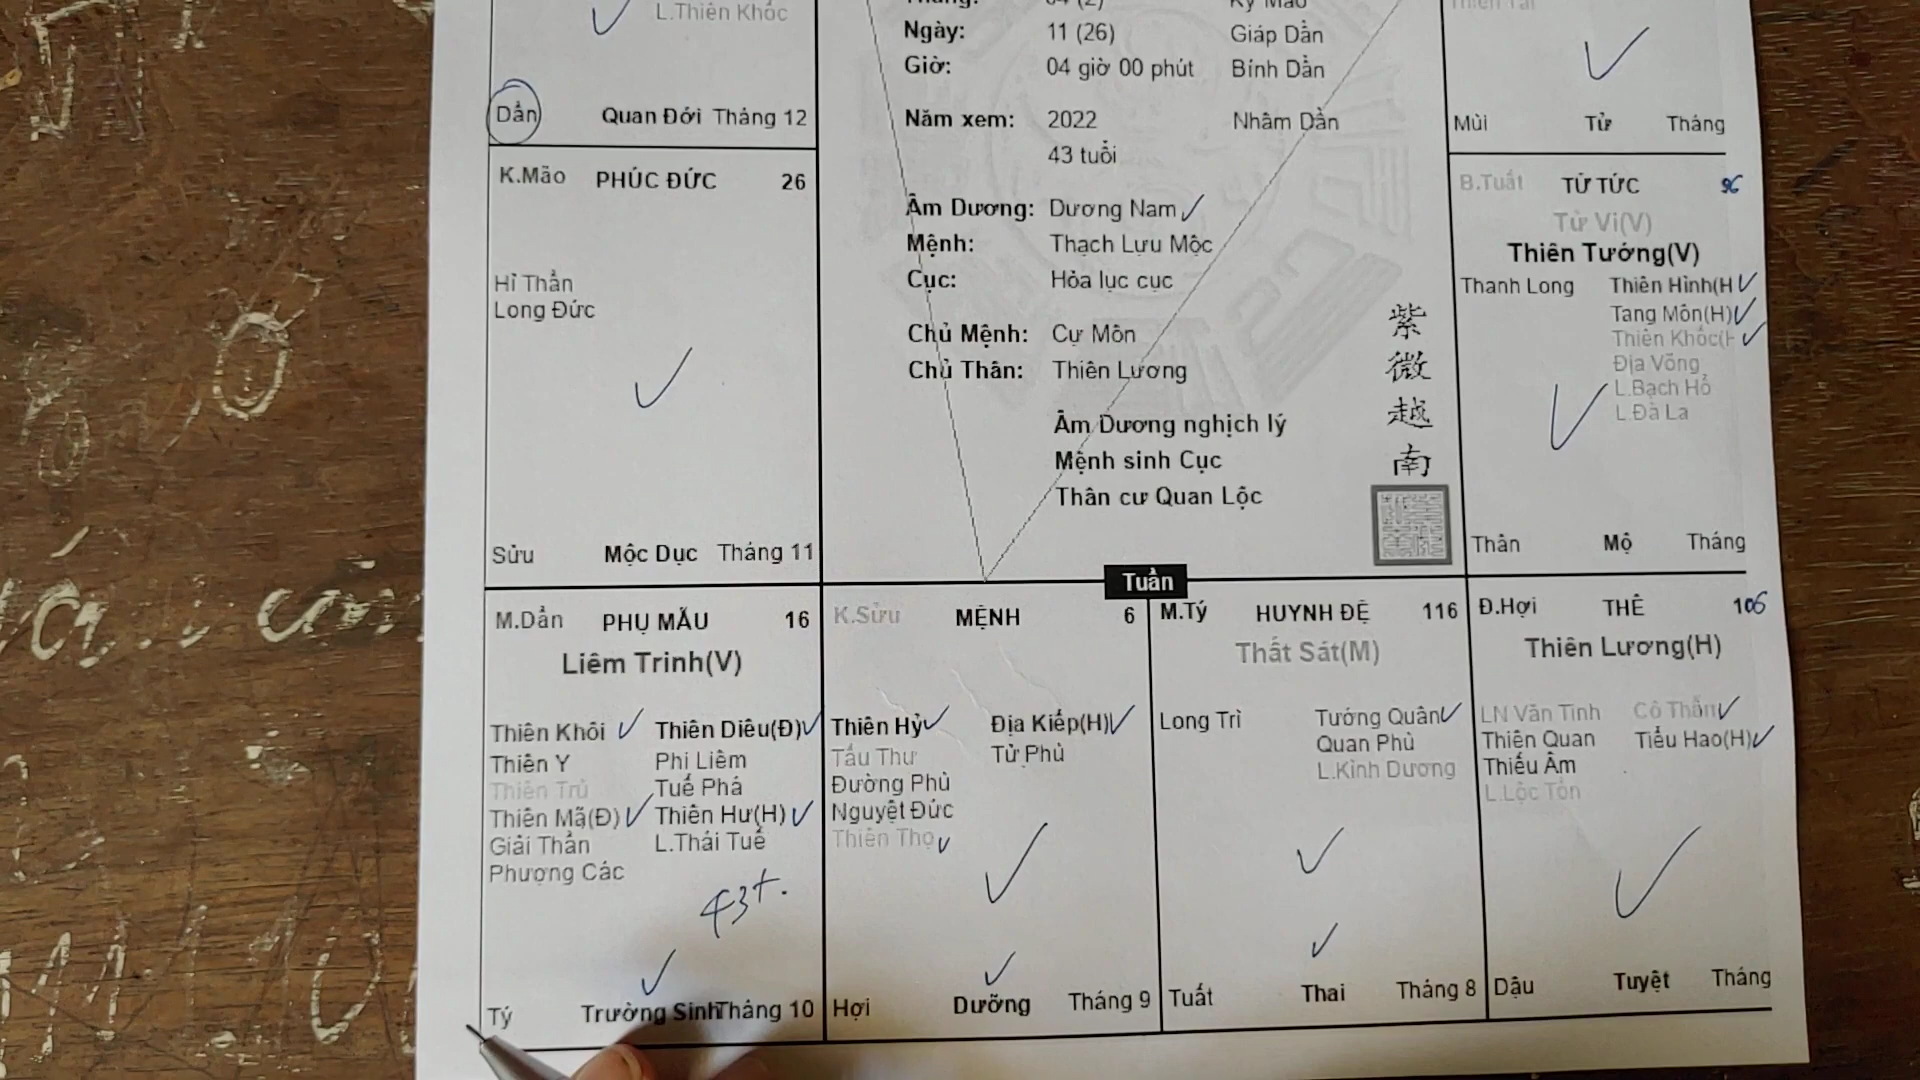 L.Thiên Khốc
Dần Quan Đới Tháng 12
Ngày: 11 (26) Giáp Dần
Giờ: 04 giờ 00 phút Bính Dần
Năm xem: 2022 Nhâm Dần
43 tuổi
Âm Dương: Dương Nam
Mệnh: Thạch Lựu Mộc
Cục: Hỏa lục cục
Chủ Mệnh: Cự Môn
Chủ Thân: Thiên Lương
Âm Dương nghịch lý
Mệnh sinh Cục
Thân cư Quan Lộc
紫
微
越
南
Mùi Tử Tháng
K.Mão PHÚC ĐỨC 26
Hỉ Thần
Long Đức
Sửu Mộc Dục Tháng 11
B.Tuất TỬ TỨC 96
Tử Vi(V)
Thiên Tướng(V)
Thanh Long Thiên Hình(H
Tang Môn(H)
Thiên Khốc(H
Địa Võng
L.Bạch Hổ
L.Đà La
Thân Mộ Tháng
Tuần
M.Dần PHỤ MẪU 16
Liêm Trinh(V)
Thiên Khôi Thiên Diêu(Đ)
Thiên Y Phi Liêm
Thiên Trù Tuế Phá
Thiên Mã(Đ) Thiên Hư(H)
Giải Thần L.Thái Tuế
Phượng Các
43t.
Tý Trường Sinh Tháng 10
K.Sửu MỆNH 6
Thiên Hỷ Địa Kiếp(H)
Tấu Thư Tử Phù
Đường Phù
Nguyệt Đức
Thiên Thọ
Hợi Dưỡng Tháng 9
M.Tý HUYNH ĐỆ 116
Thất Sát(M)
Long Trì Tướng Quân
Quan Phù
L.Kình Dương
Tuất Thai Tháng 8
Đ.Hợi THÊ 106
Thiên Lương(H)
LN Văn Tinh Cô Thần
Thiên Quan Tiểu Hao(H)
Thiếu Âm
L.Lộc Tồn
Dậu Tuyệt Tháng